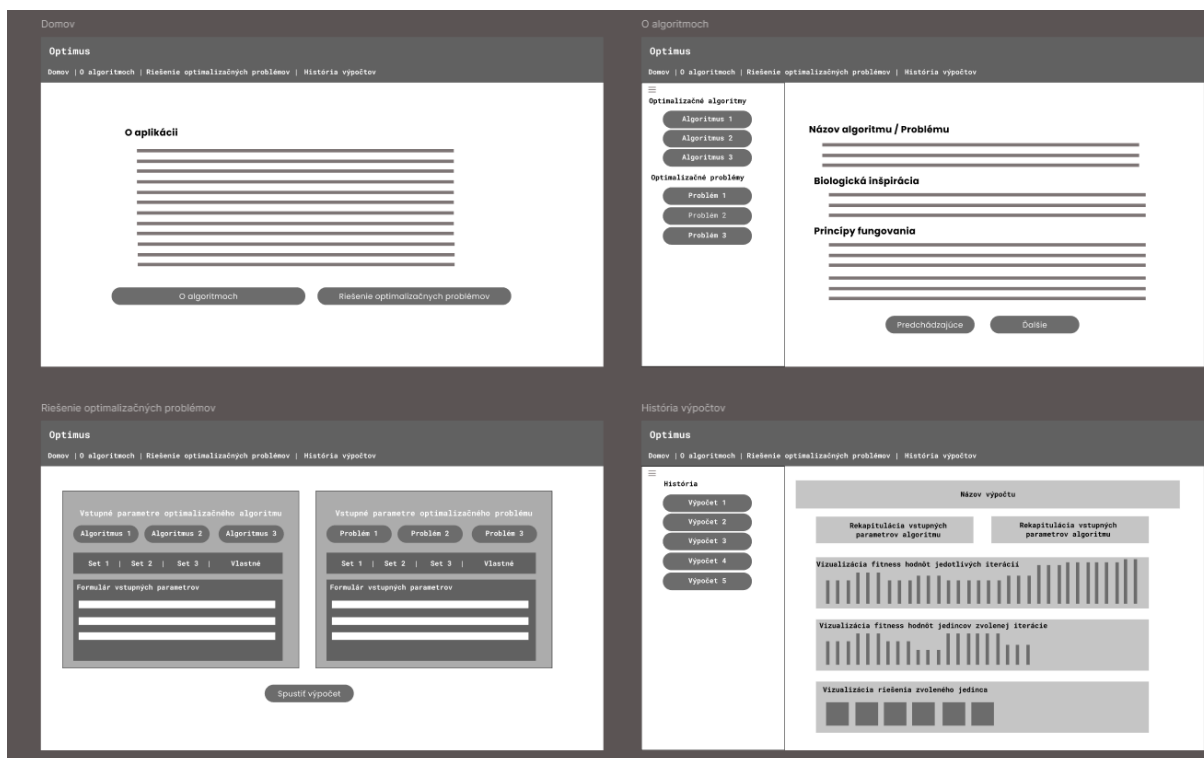 Domov
Optimus
Domov | O algoritmoch | Riešenie optimalizačných problémov | História výpočtov
O aplikácii
O algoritmoch
Riešenie optimalizačnych problémov
O algoritmoch
Optimus
Domov | O algoritmoch | Riešenie optimalizačných problémov | História výpočtov
Optimalizačné algoritmy
Algoritmus 1
Algoritmus 2
Algoritmus 3
Optimalizačné problémy
Problém 1
Problém 2
Problém 3
Názov algoritmu / Problému
Biologická inšpirácia
Princípy fungovania
Predchádzajúce
Ďalšie
Riešenie optimalizačných problémov
Optimus
Domov | O algoritmoch | Riešenie optimalizačných problémov | História výpočtov
Vstupné parametre optimalizačného algoritmu
Algoritmus 1
Algoritmus 2
Algoritmus 3
Set 1 | Set 2 | Set 3 | Vlastné
Formulár vstupných parametrov
Vstupné parametre optimalizačného problému
Problém 1
Problém 2
Problém 3
Set 1 | Set 2 | Set 3 | Vlastné
Formulár vstupných parametrov
Spustiť výpočet
História výpočtov
Optimus
Domov | O algoritmoch | Riešenie optimalizačných problémov | História výpočtov
História
Výpočet 1
Výpočet 2
Výpočet 3
Výpočet 4
Výpočet 5
Názov výpočtu
Rekapitulácia vstupných
parametrov algoritmu
Rekapitulácia vstupných
parametrov algoritmu
Vizualizácia fitness hodnôt jedotlivých iterácií
Vizualizácia fitness hodnôt jedincov zvolenej iterácie
Vizualizácia riešenia zvoleného jedinca